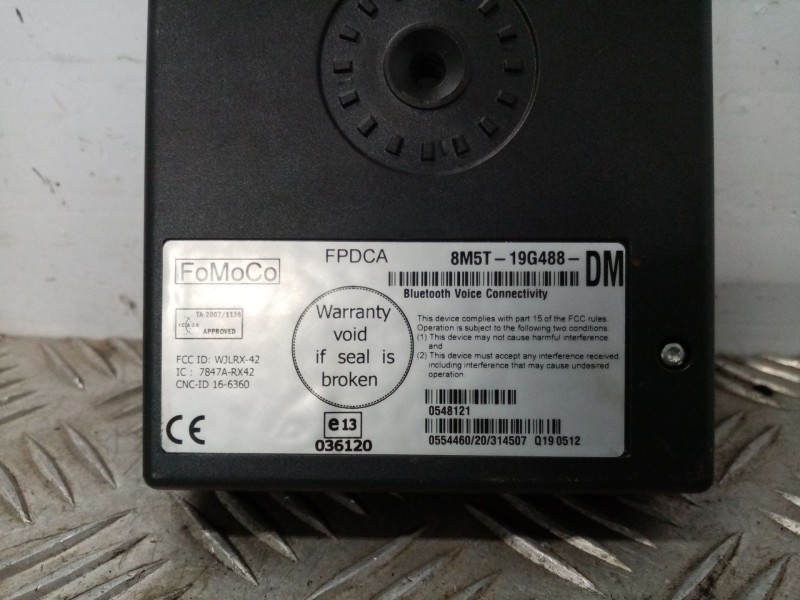 FoMoCo
FPDCA
8M5T-19G488-DM
Bluetooth Voice Connectivity
APPROVED
Warranty
void
if seal is
broken
This device complies with part 15 of the FCC rules.
Operation is subject to the following two conditions.
(1) This device may not cause harmful interference
and
(2) This device must accept any interference received,
including interference that may cause undesired
operation.
FCC ID: WJLRX-42
IC : 7847A-RX42
CNC-ID 16-6360
0548121
CE
e13
036120
0554460/20/314507 Q19 0512